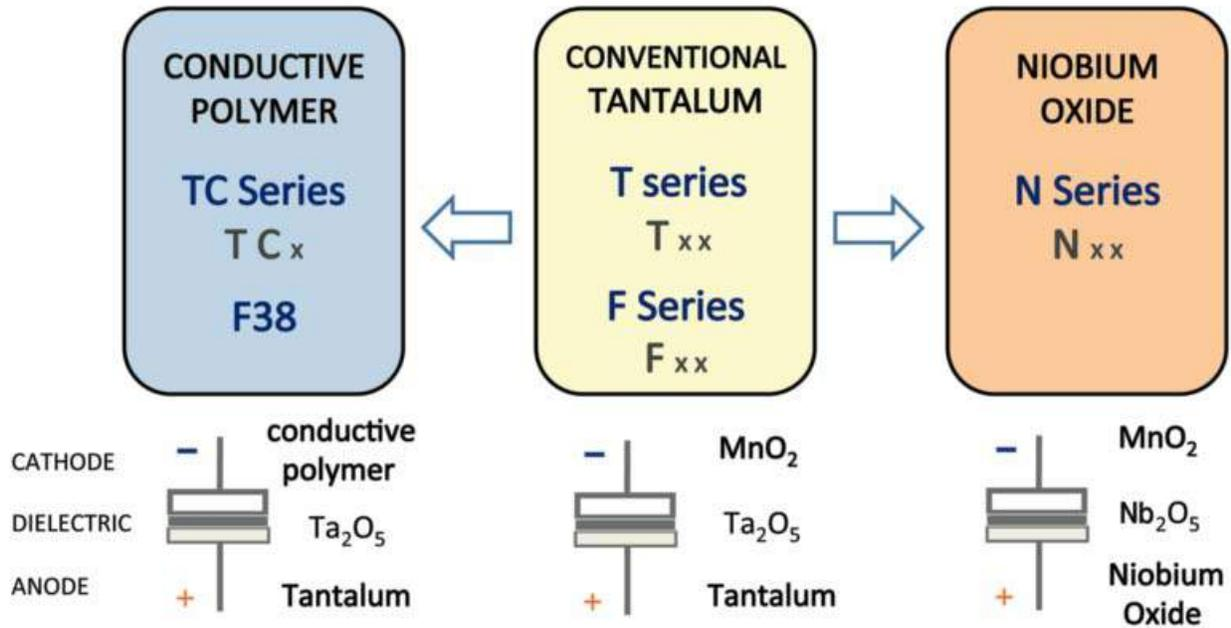 CONDUCTIVE
POLYMER
TC Series
T C x
F38
CONVENTIONAL
TANTALUM
T series
T x x
F Series
F x x
NIOBIUM
OXIDE
N Series
N x x
CATHODE
DIELECTRIC
ANODE
–
conductive
polymer
Ta₂O₅
+ Tantalum
– MnO₂
Ta₂O₅
+ Tantalum
– MnO₂
Nb₂O₅
+ Niobium
Oxide